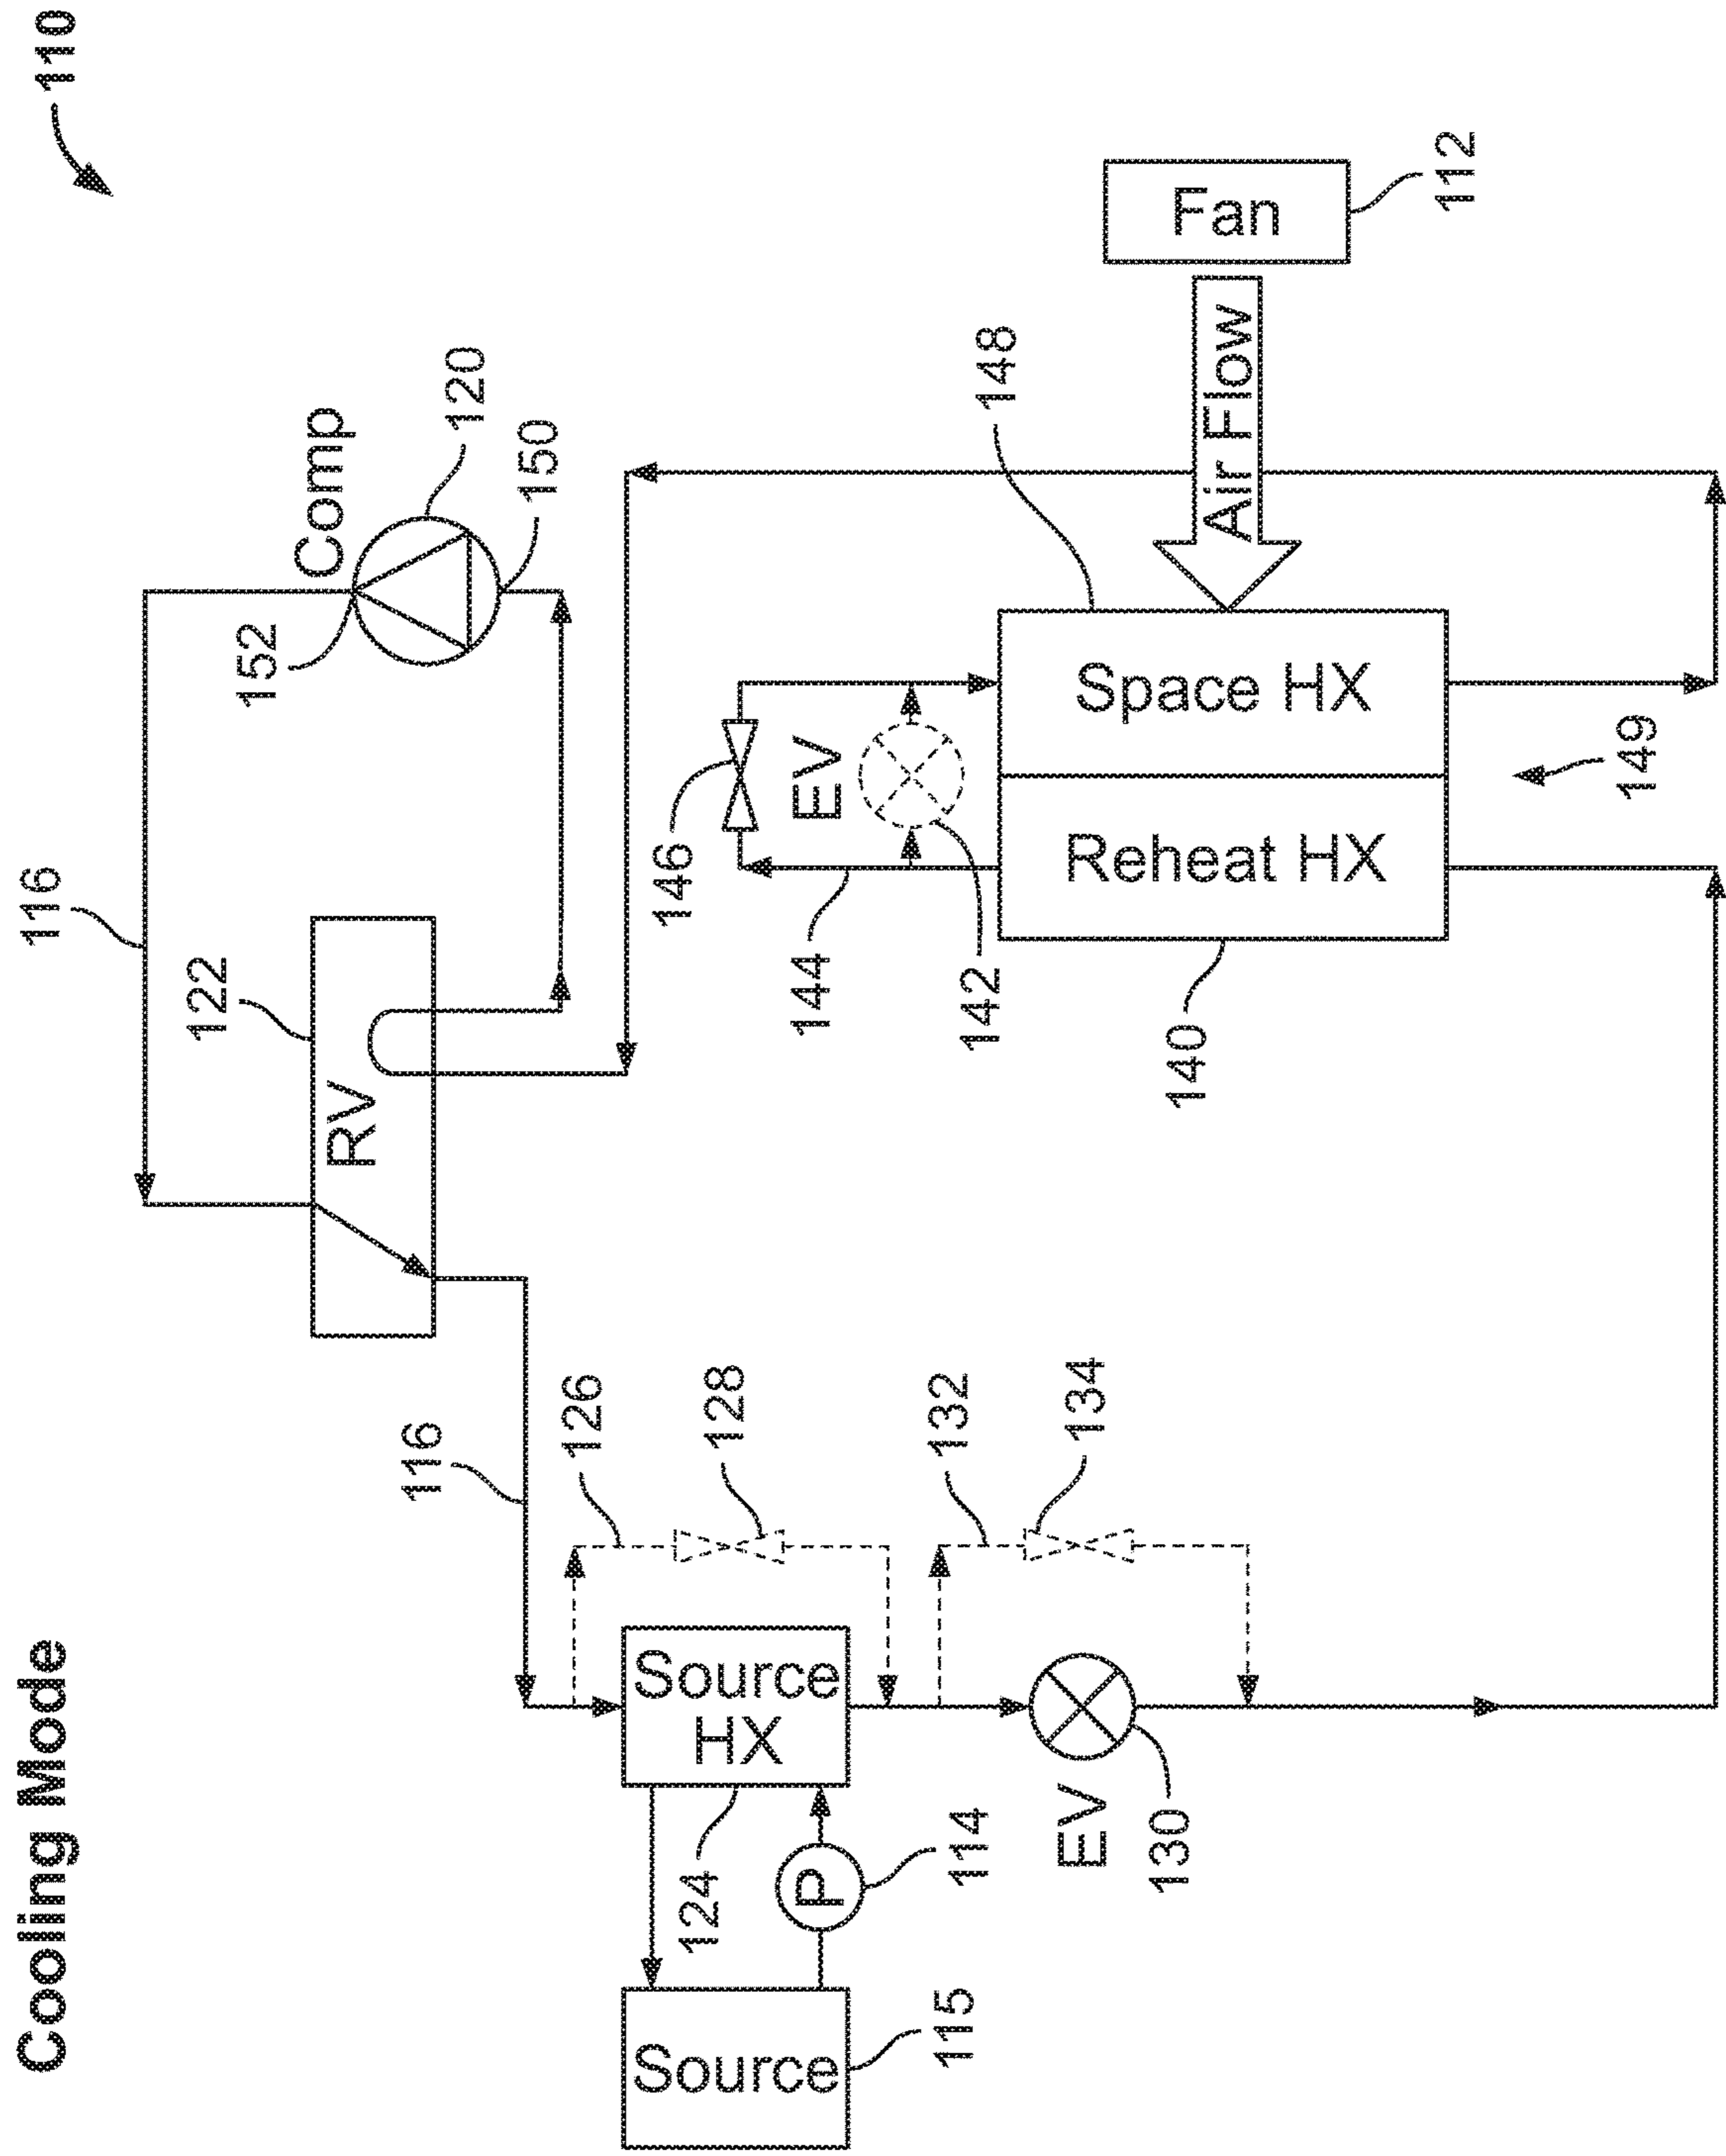 Cooling Mode
110
116
122
RV
152
Comp
120
150
116
126
128
132
134
Source
HX
124
P
114
Source
115
EV
130
146
EV
144
142
148
Space HX
Reheat HX
140
149
Air Flow
Fan
112